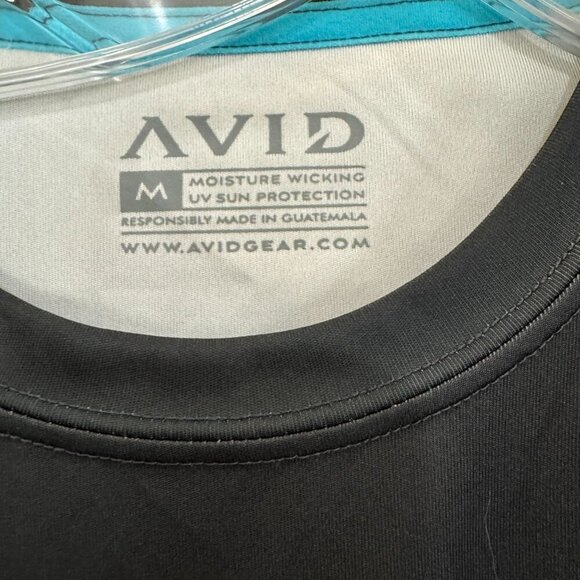 AVID
M
MOISTURE WICKING
UV SUN PROTECTION
RESPONSIBLY MADE IN GUATEMALA
WWW.AVIDGEAR.COM